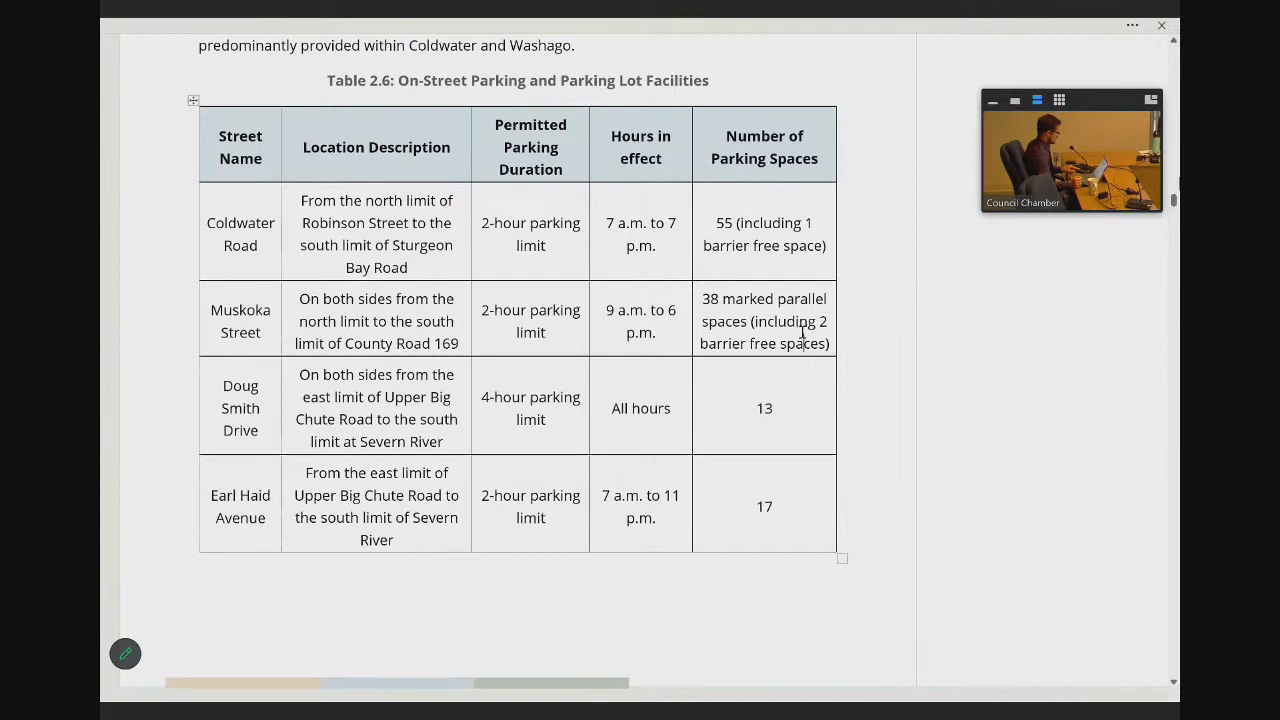 predominantly provided within Coldwater and Washago.
Table 2.6: On-Street Parking and Parking Lot Facilities
Street Name
Location Description
Permitted Parking Duration
Hours in effect
Number of Parking Spaces
Coldwater Road
From the north limit of
Robinson Street to the
south limit of Sturgeon
Bay Road
2-hour parking
limit
7 a.m. to 7
p.m.
55 (including 1
barrier free space)
Muskoka
Street
On both sides from the
north limit to the south
limit of County Road 169
2-hour parking
limit
9 a.m. to 6
p.m.
38 marked parallel
spaces (including 2
barrier free spaces)
Doug
Smith
Drive
On both sides from the
east limit of Upper Big
Chute Road to the south
limit at Severn River
4-hour parking
limit
All hours
13
Earl Haid
Avenue
From the east limit of
Upper Big Chute Road to
the south limit of Severn
River
2-hour parking
limit
7 a.m. to 11
p.m.
17
Council Chamber